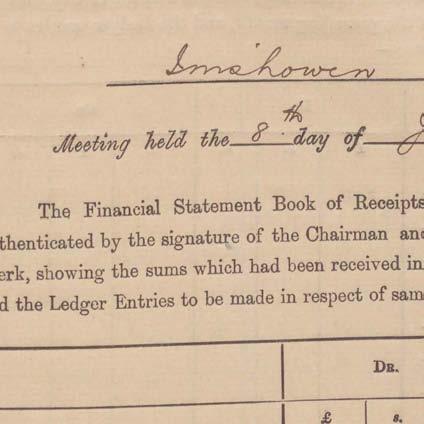 Inishowen
Meeting held the 8th day of J
The Financial Statement Book of Receipts
thenticated by the signature of the Chairman and
erk, showing the sums which had been received in
d the Ledger Entries to be made in respect of sam
DR.
£ s.